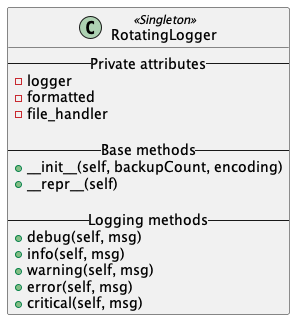 «Singleton»
C RotatingLogger
Private attributes
logger
formatted
file_handler
Base methods
__init__(self, backupCount, encoding)
__repr__(self)
Logging methods
debug(self, msg)
info(self, msg)
warning(self, msg)
error(self, msg)
critical(self, msg)